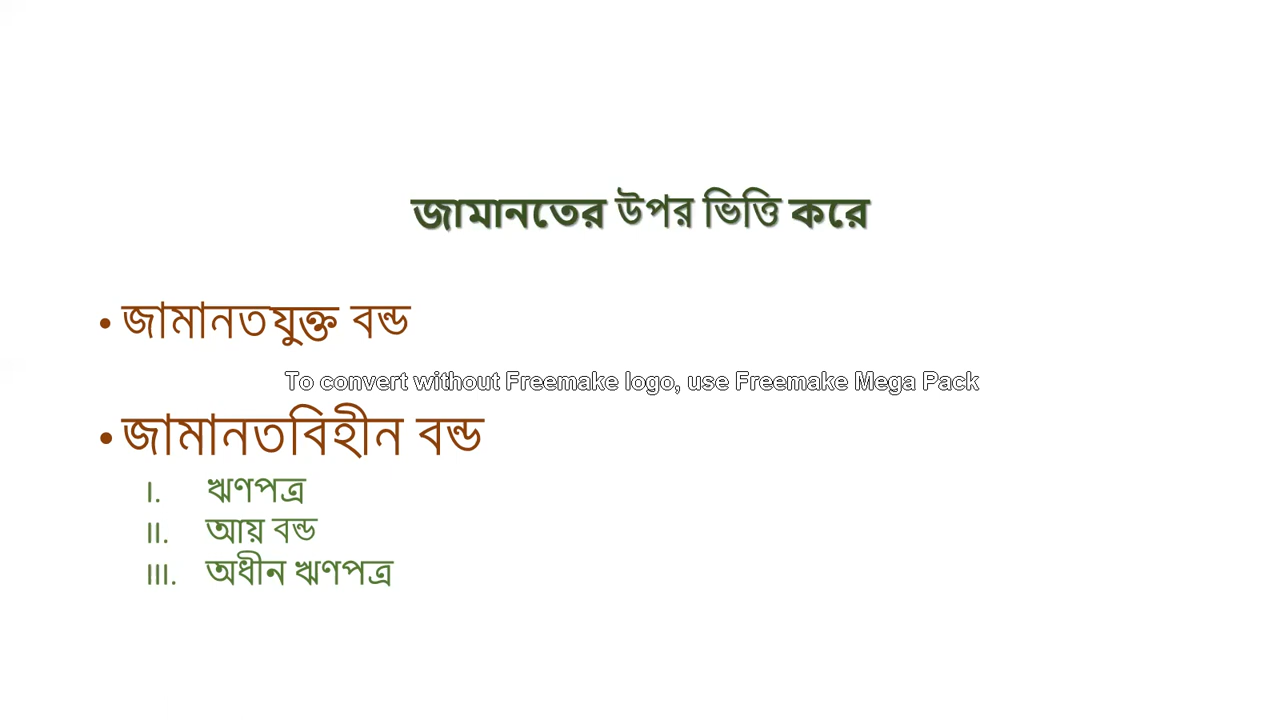 জামানতের উপর ভিত্তি করে
• জামানতযুক্ত বন্ড
To convert without Freemake logo, use Freemake Mega Pack
• জামানতবিহীন বন্ড
I. ঋণপত্র
II. আয় বন্ড
III. অধীন ঋণপত্র